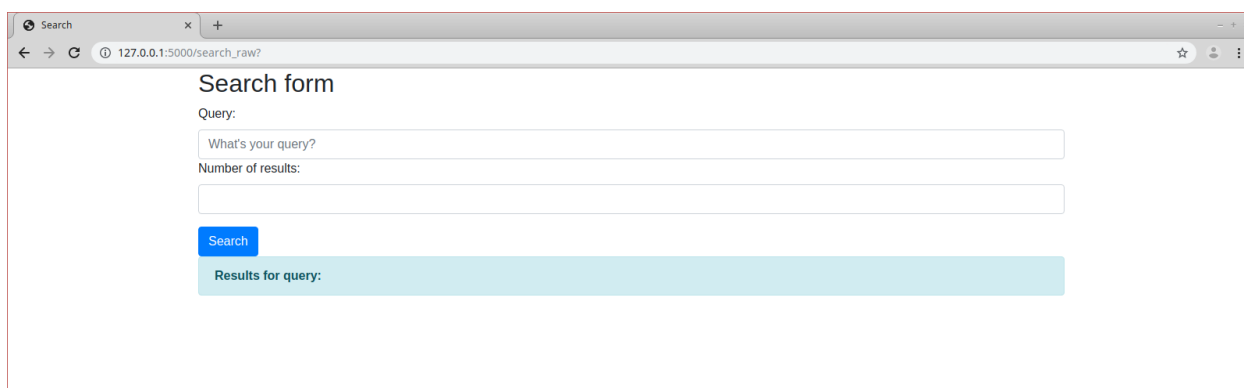 Search
127.0.0.1:5000/search_raw?
Search form
Query:
What's your query?
Number of results:
Search
Results for query: